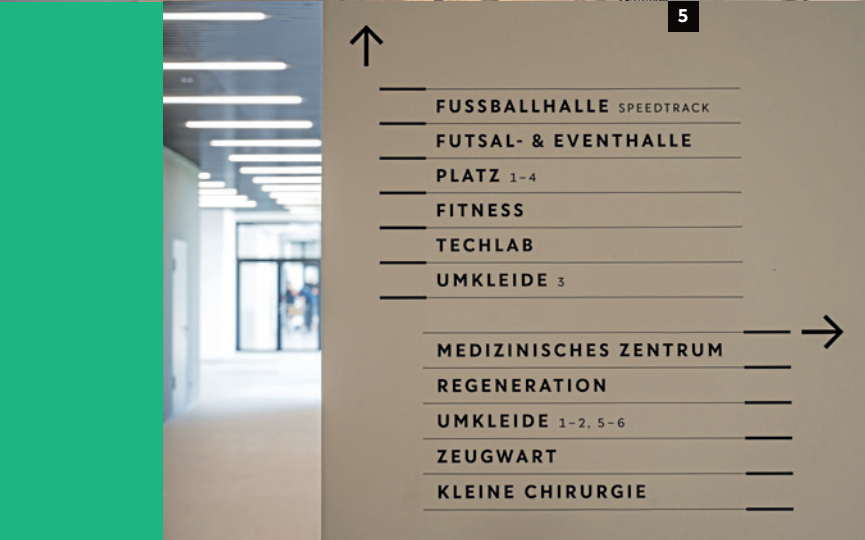 5
FUSSBALLHALLE SPEEDTRACK
FUTSAL- & EVENTHALLE
PLATZ 1–4
FITNESS
TECHLAB
UMKLEIDE 3
MEDIZINISCHES ZENTRUM
REGENERATION
UMKLEIDE 1–2, 5–6
ZEUGWART
KLEINE CHIRURGIE